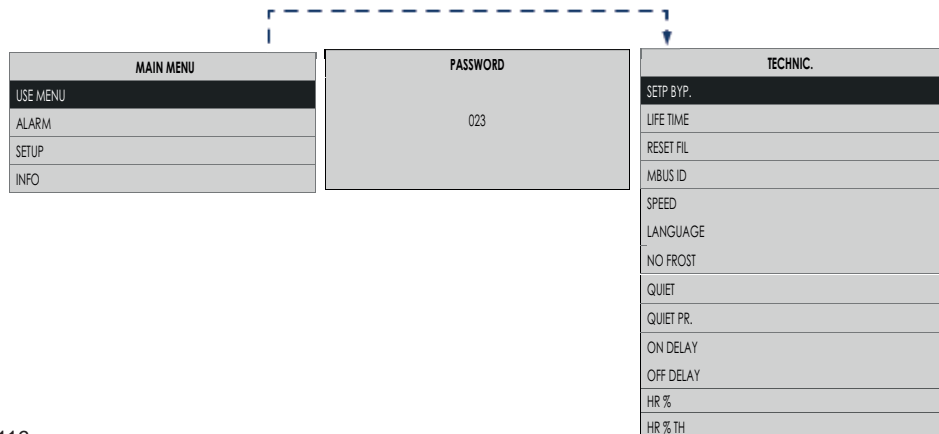 MAIN MENU
USE MENU
ALARM
SETUP
INFO
PASSWORD
023
TECHNIC.
SETP BYP.
LIFE TIME
RESET FIL
MBUS ID
SPEED
LANGUAGE
NO FROST
QUIET
QUIET PR.
ON DELAY
OFF DELAY
HR %
HR % TH